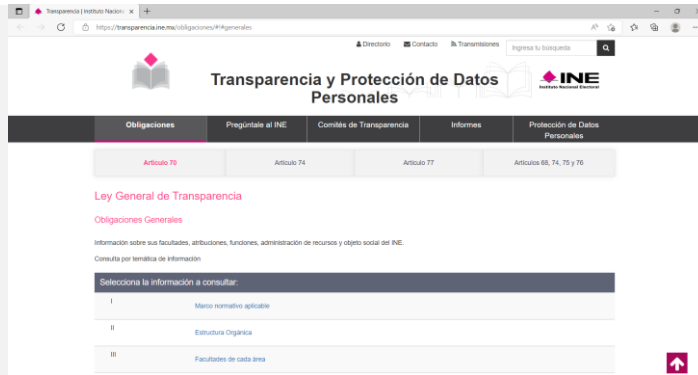 Transparencia | Instituto Nacion
https://transparencia.ine.mx/obligaciones/#!#generales
Directorio Contacto Transmisiones Ingresa tu búsqueda
Transparencia y Protección de Datos
Personales
INE
Instituto Nacional Electoral
Obligaciones Pregúntale al INE Comités de Transparencia Informes Protección de Datos
Personales
Artículo 70 Artículo 74 Artículo 77 Artículos 68, 74, 75 y 76
Ley General de Transparencia
Obligaciones Generales
Información sobre sus facultades, atribuciones, funciones, administración de recursos y objeto social del INE.
Consulta por temática de Información
Selecciona la información a consultar:
I Marco normativo aplicable
II Estructura Orgánica
III Facultades de cada área